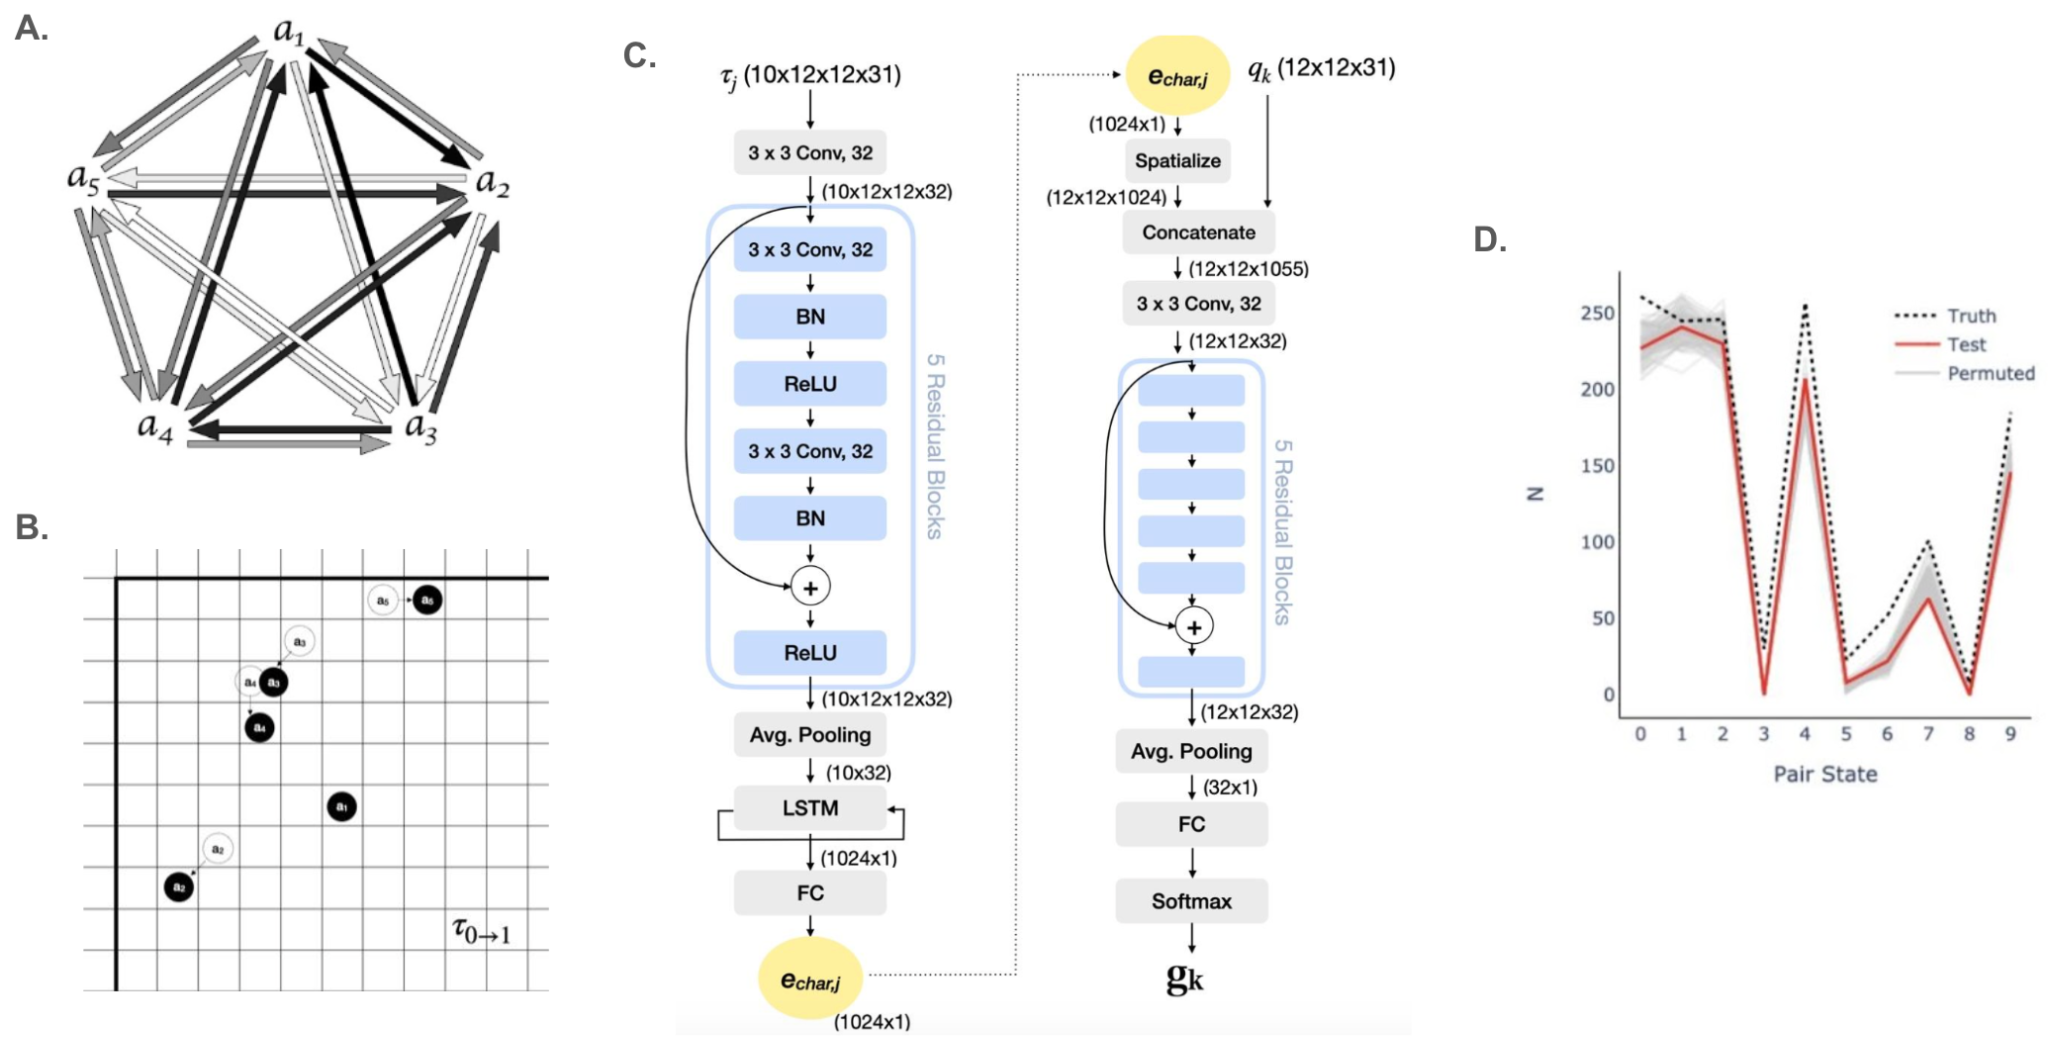 A.
a1
a5
a2
a4
a3
B.
a5 a5
a3
a4 a3
a4
a1
a2
a2
τ0→1
C.
τj (10x12x12x31)
3 x 3 Conv, 32
(10x12x12x32)
3 x 3 Conv, 32
BN
ReLU
3 x 3 Conv, 32
BN
+
ReLU
5 Residual Blocks
(10x12x12x32)
Avg. Pooling
(10x32)
LSTM
(1024x1)
FC
echar,j
(1024x1)
echar,j
qk (12x12x31)
(1024x1)
Spatialize
(12x12x1024)
Concatenate
(12x12x1055)
3 x 3 Conv, 32
(12x12x32)
+
5 Residual Blocks
(12x12x32)
Avg. Pooling
(32x1)
FC
Softmax
gk
D.
Truth
Test
Permuted
250
200
150
100
50
0
N
0 1 2 3 4 5 6 7 8 9
Pair State